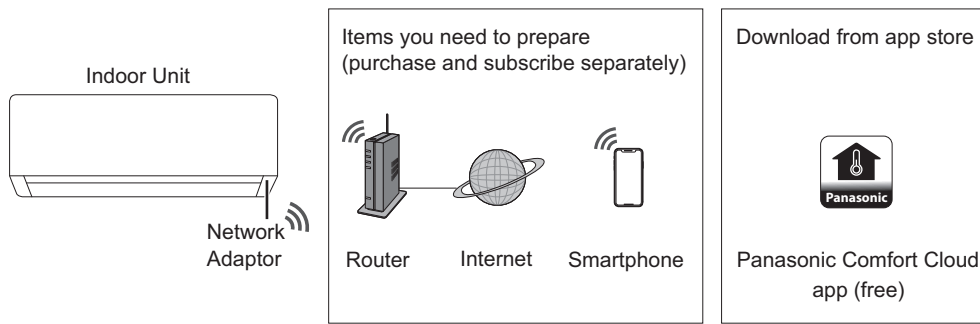 Indoor Unit
Network
Adaptor
Items you need to prepare
(purchase and subscribe separately)
Router
Internet
Smartphone
Download from app store
Panasonic
Panasonic Comfort Cloud
app (free)